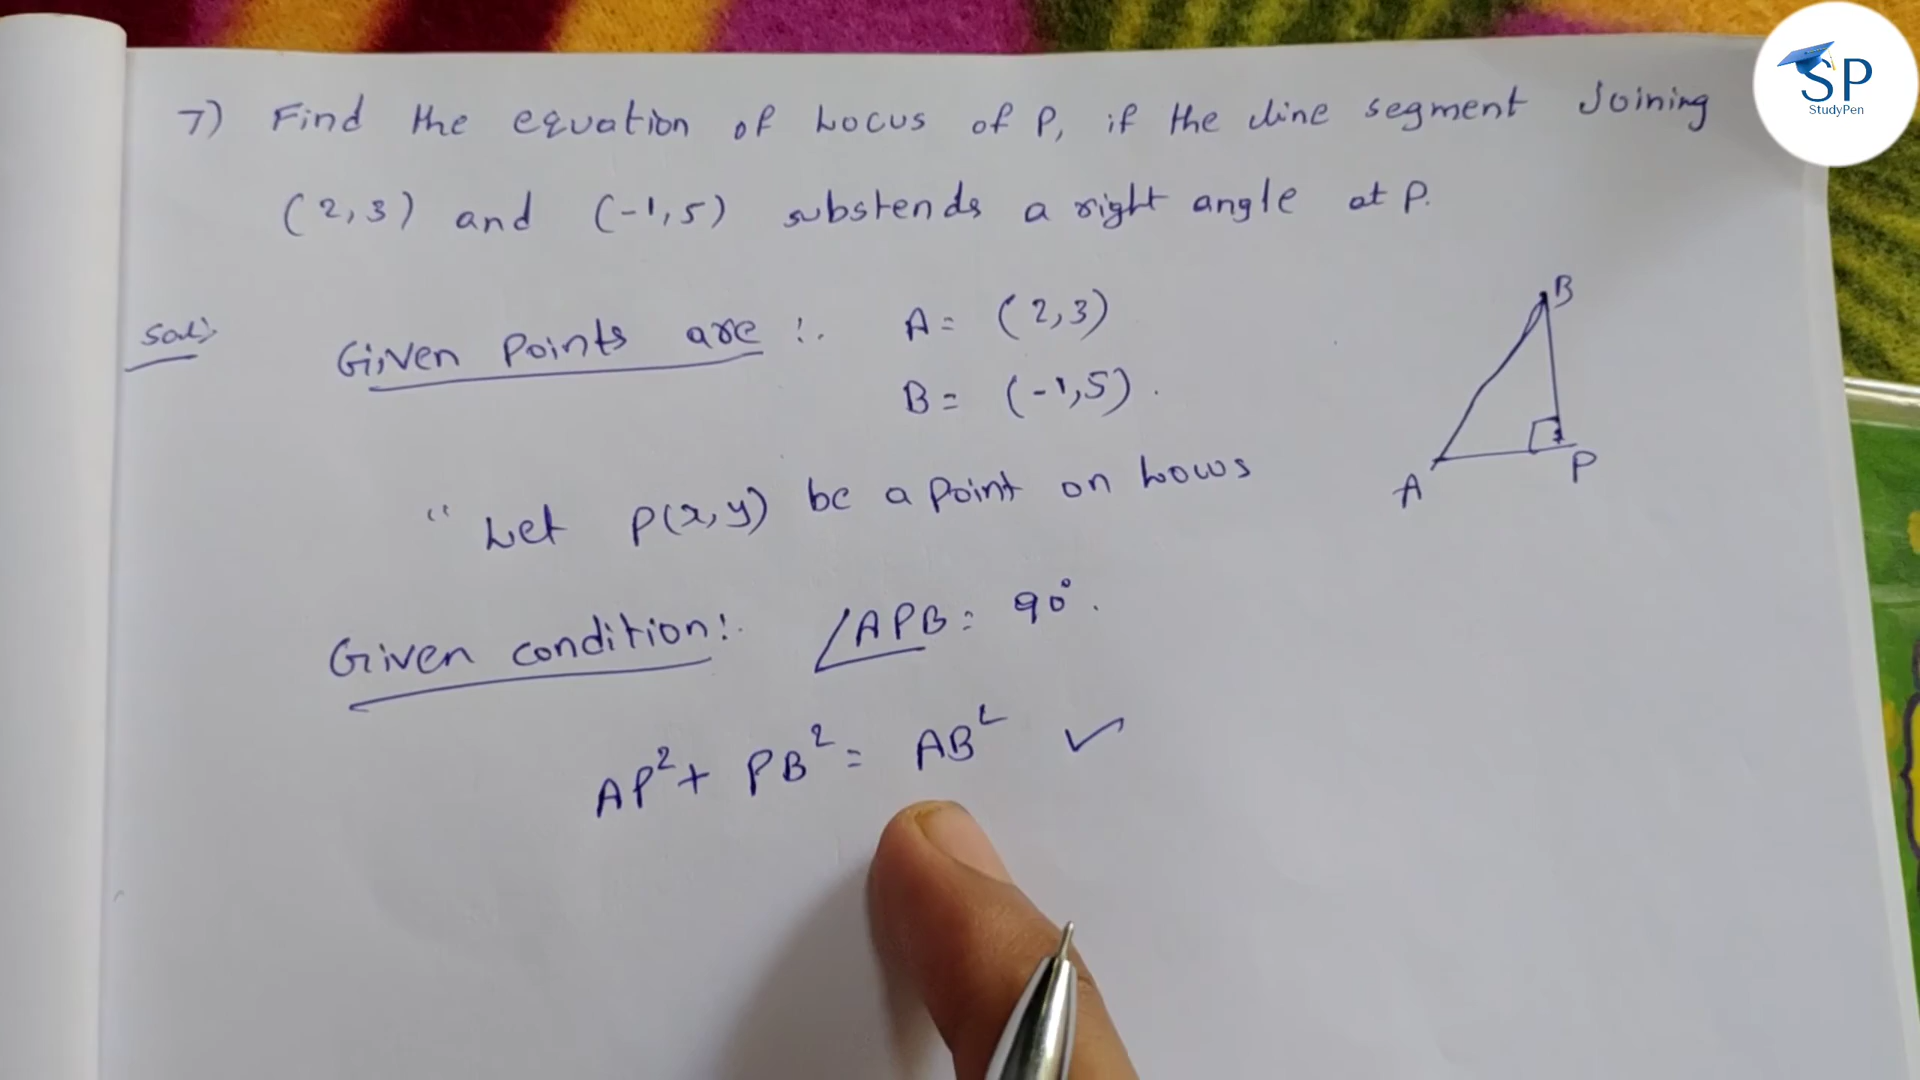 SP
StudyPen
7) Find the equation of Locus of P, if the line segment Joining
(2,3) and (-1,5) substends a right angle at P.
Sol:
Given Points are :. A = (2,3)
B = (-1,5).
"Let P(x,y) be a point on Locus
Given condition:. ∠APB = 90°.
AP²+ PB² = AB² ✓
B
A
P